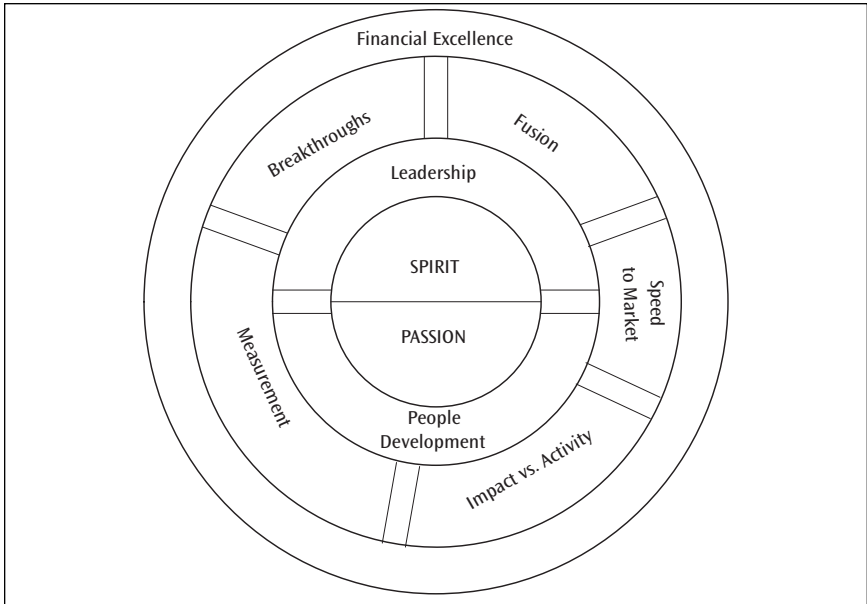 Financial Excellence
Breakthroughs
Fusion
Leadership
SPIRIT
Speed
to Market
PASSION
Measurement
People
Development
Impact vs. Activity